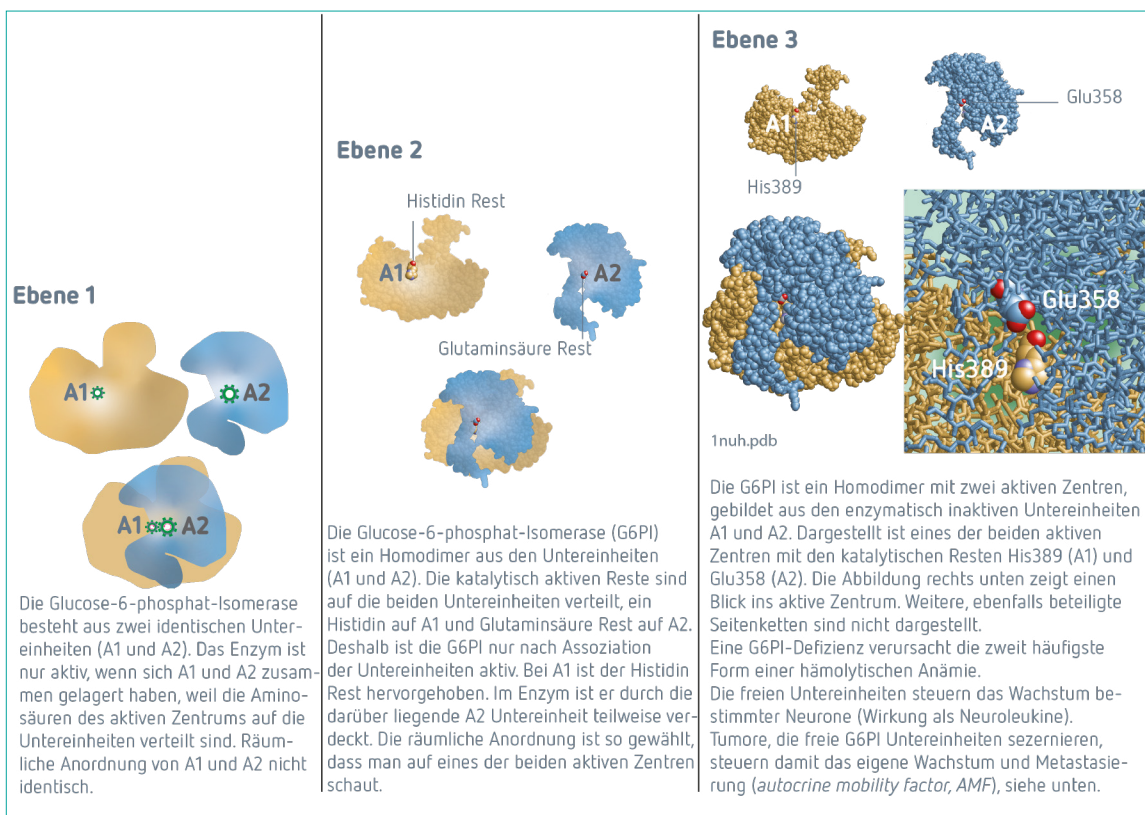 Ebene 1
A1
A2
A1
A2
Die Glucose-6-phosphat-Isomerase
besteht aus zwei identischen Unter-
einheiten (A1 und A2). Das Enzym ist
nur aktiv, wenn sich A1 und A2 zusam-
men gelagert haben, weil die Amino-
säuren des aktiven Zentrums auf die
Untereinheiten verteilt sind. Räum-
liche Anordnung von A1 und A2 nicht
identisch.
Ebene 2
Histidin Rest
A1
A2
Glutaminsäure Rest
Die Glucose-6-phosphat-Isomerase (G6PI)
ist ein Homodimer aus den Untereinheiten
(A1 und A2). Die katalytisch aktiven Reste sind
auf die beiden Untereinheiten verteilt, ein
Histidin auf A1 und Glutaminsäure Rest auf A2.
Deshalb ist die G6PI nur nach Assoziation
der Untereinheiten aktiv. Bei A1 ist der Histidin
Rest hervorgehoben. Im Enzym ist er durch die
darüber liegende A2 Untereinheit teilweise ver-
deckt. Die räumliche Anordnung ist so gewählt,
dass man auf eines der beiden aktiven Zentren
schaut.
Ebene 3
A1
A2
Glu358
His389
Glu358
His389
1nuh.pdb
Die G6PI ist ein Homodimer mit zwei aktiven Zentren,
gebildet aus den enzymatisch inaktiven Untereinheiten
A1 und A2. Dargestellt ist eines der beiden aktiven
Zentren mit den katalytischen Resten His389 (A1) und
Glu358 (A2). Die Abbildung rechts unten zeigt einen
Blick ins aktive Zentrum. Weitere, ebenfalls beteiligte
Seitenketten sind nicht dargestellt.
Eine G6PI-Defizienz verursacht die zweit häufigste
Form einer hämolytischen Anämie.
Die freien Untereinheiten steuern das Wachstum be-
stimmter Neurone (Wirkung als Neuroleukine).
Tumore, die freie G6PI Untereinheiten sezernieren,
steuern damit das eigene Wachstum und Metastasie-
rung (autocrine mobility factor, AMF), siehe unten.